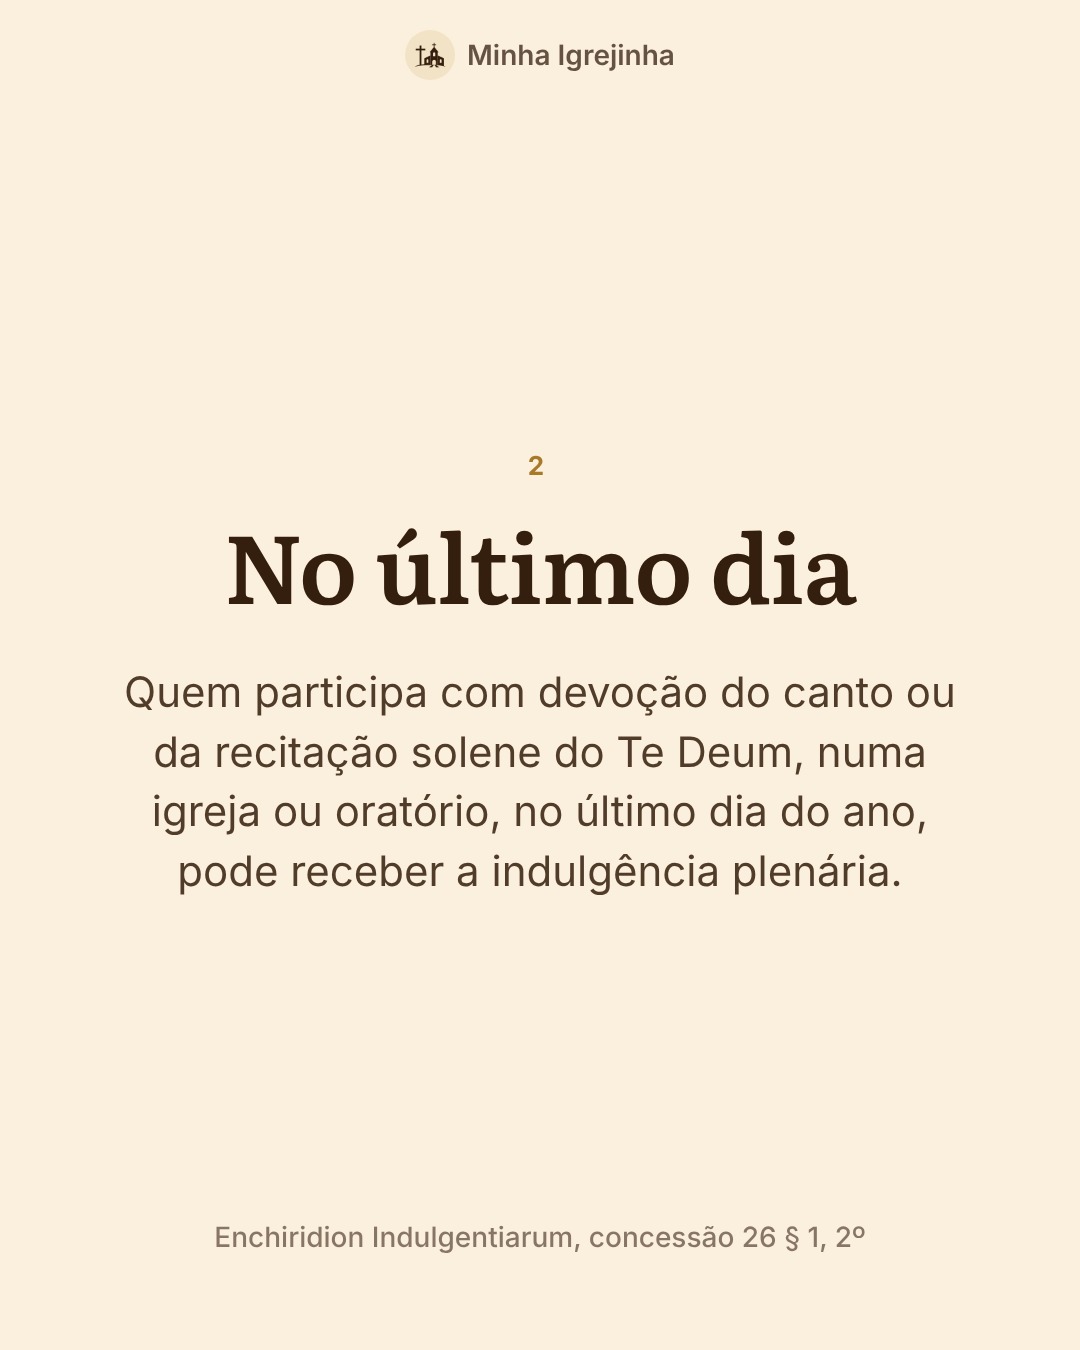 Minha Igrejinha
2
No último dia
Quem participa com devoção do canto ou
da recitação solene do Te Deum, numa
igreja ou oratório, no último dia do ano,
pode receber a indulgência plenária.
Enchiridion Indulgentiarum, concessão 26 § 1, 2º